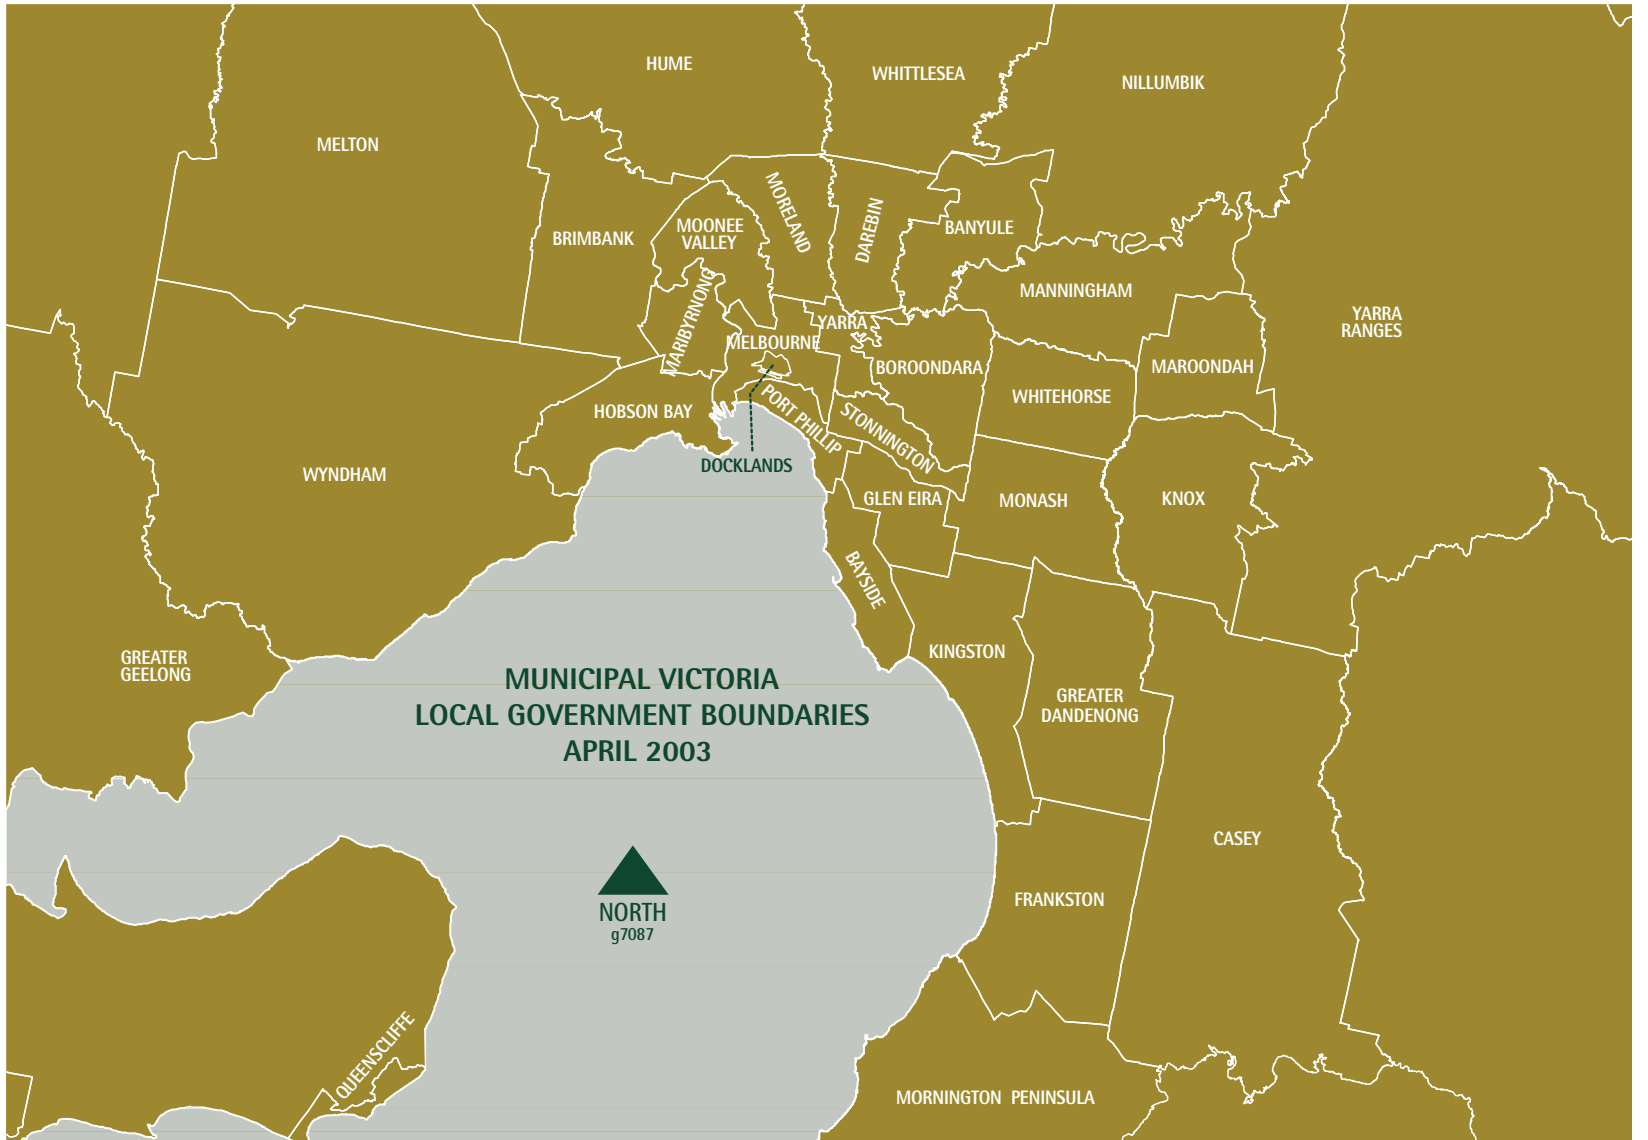 HUME
WHITTLESEA
NILLUMBIK
MELTON
MORELAND
DAREBIN
BANYULE
MOONEE
VALLEY
BRIMBANK
MARIBYRNONG
MANNINGHAM
YARRA
RANGES
YARRA
MELBOURNE
BOROONDARA
MAROONDAH
WHITEHORSE
HOBSON BAY
PORT PHILLIP
STONNINGTON
DOCKLANDS
WYNDHAM
GLEN EIRA
MONASH
KNOX
BAYSIDE
KINGSTON
GREATER
GEELONG
MUNICIPAL VICTORIA
LOCAL GOVERNMENT BOUNDARIES
APRIL 2003
GREATER
DANDENONG
CASEY
FRANKSTON
NORTH
g7087
QUEENSCLIFFE
MORNINGTON PENINSULA